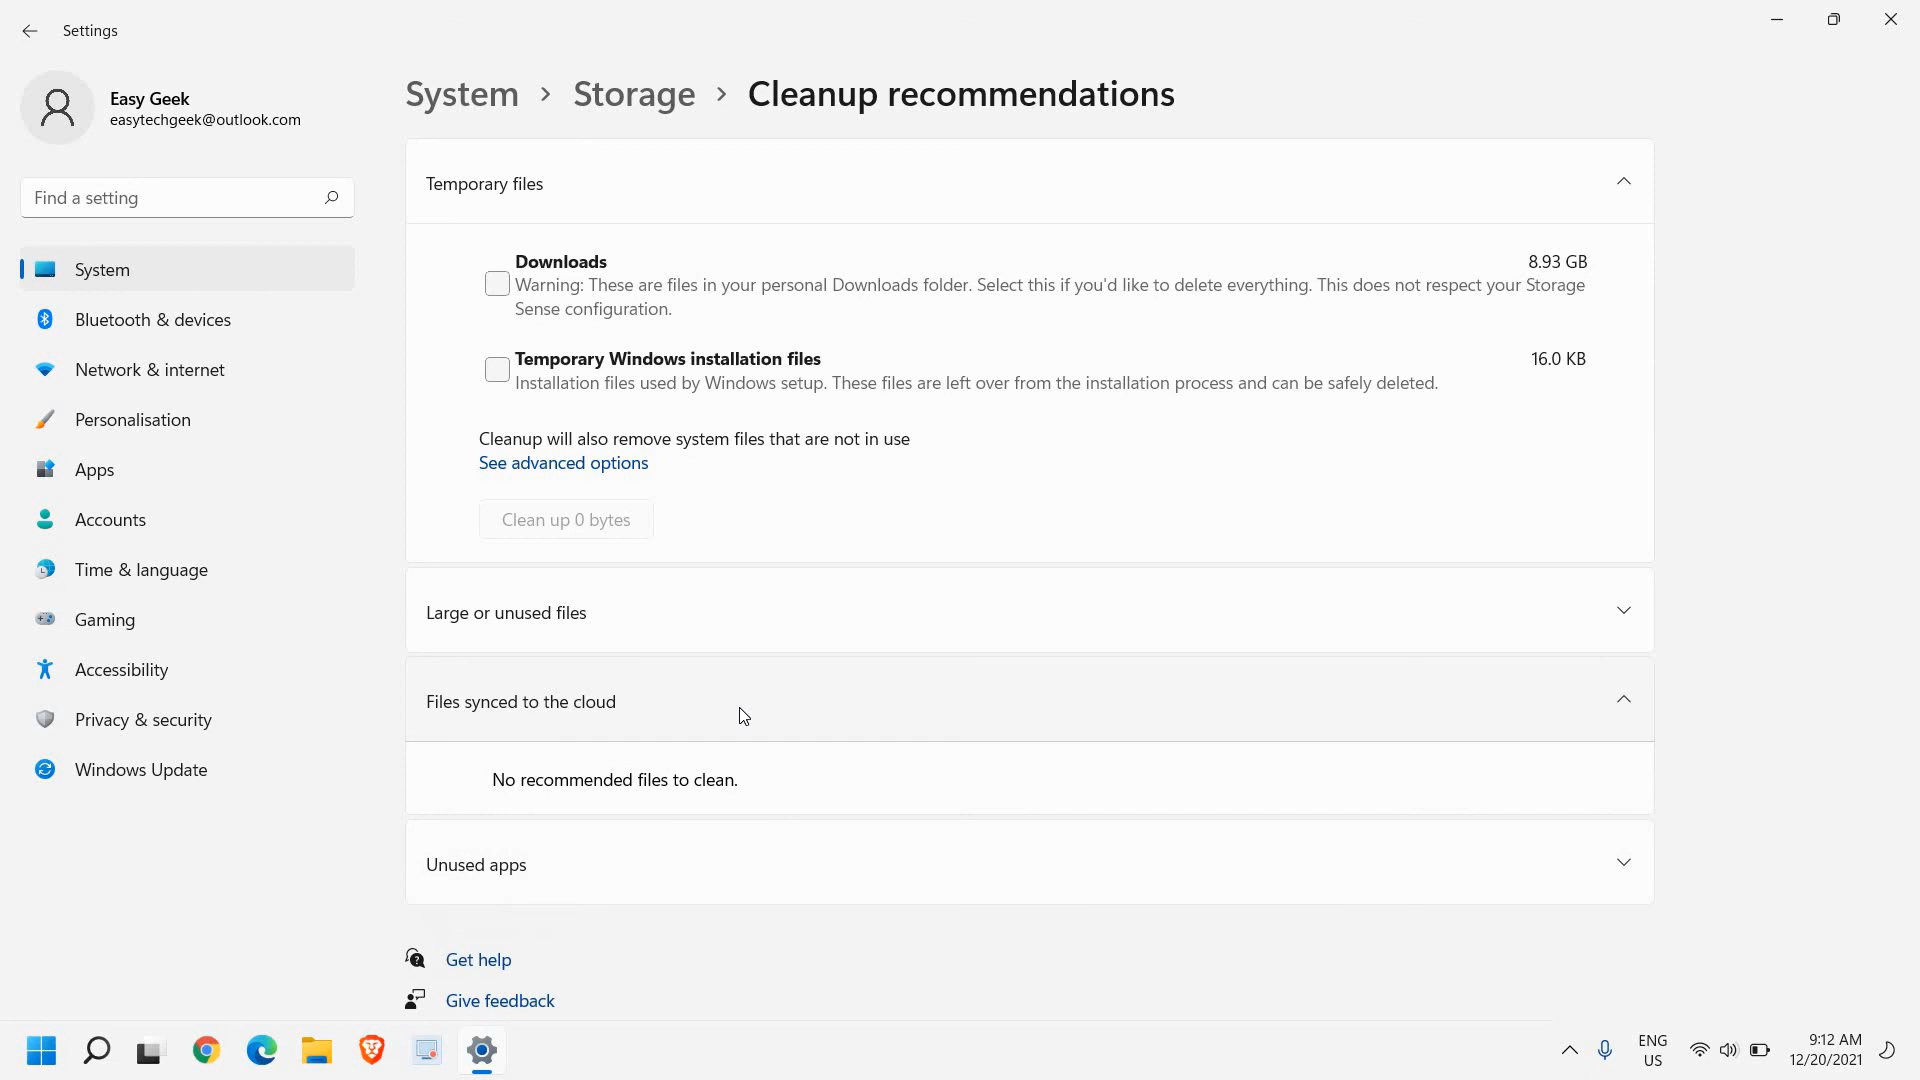 Settings
Easy Geek
easytechgeek@outlook.com
Find a setting
System
Bluetooth & devices
Network & internet
Personalisation
Apps
Accounts
Time & language
Gaming
Accessibility
Privacy & security
Windows Update
System > Storage > Cleanup recommendations
Temporary files
Downloads 8.93 GB
Warning: These are files in your personal Downloads folder. Select this if you'd like to delete everything. This does not respect your Storage
Sense configuration.
Temporary Windows installation files 16.0 KB
Installation files used by Windows setup. These files are left over from the installation process and can be safely deleted.
Cleanup will also remove system files that are not in use
See advanced options
Clean up 0 bytes
Large or unused files
Files synced to the cloud
No recommended files to clean.
Unused apps
Get help
Give feedback
ENG
US
9:12 AM
12/20/2021